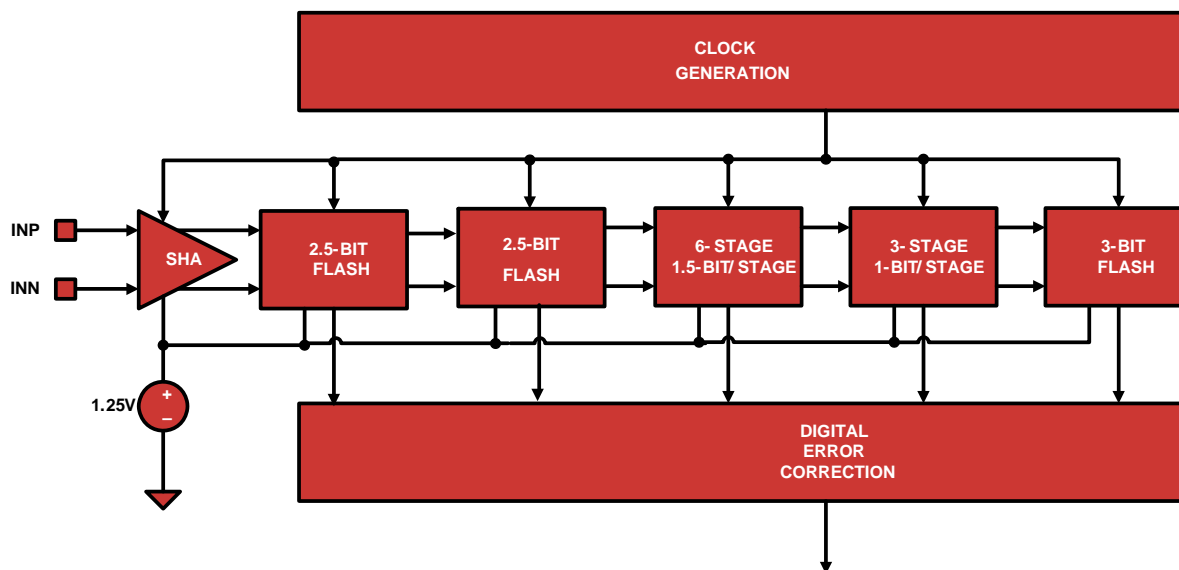 CLOCK
GENERATION
INP
INN
SHA
2.5-BIT
FLASH
2.5-BIT
FLASH
6- STAGE
1.5-BIT/ STAGE
3- STAGE
1-BIT/ STAGE
3-BIT
FLASH
1.25V
+
–
DIGITAL
ERROR
CORRECTION